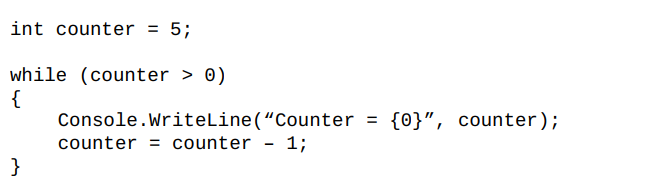 int counter = 5;
while (counter > 0)
{
Console.WriteLine(“Counter = {0}”, counter);
counter = counter – 1;
}